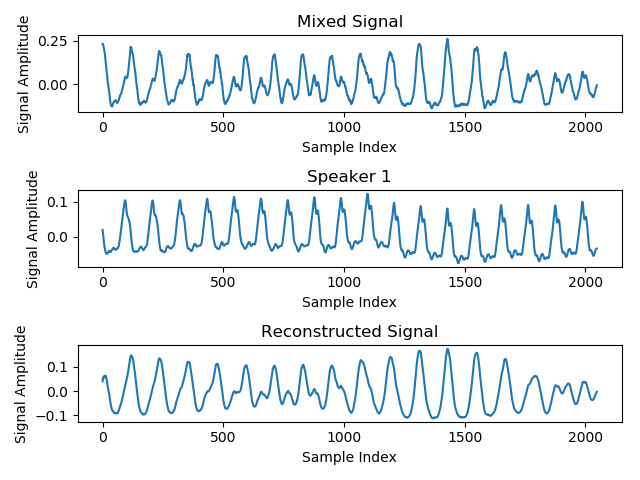 Mixed Signal
Signal Amplitude
0.25
0.00
0
500
1000
1500
2000
Sample Index
Speaker 1
Signal Amplitude
0.1
0.0
0
500
1000
1500
2000
Sample Index
Reconstructed Signal
Signal Amplitude
0.1
0.0
−0.1
0
500
1000
1500
2000
Sample Index